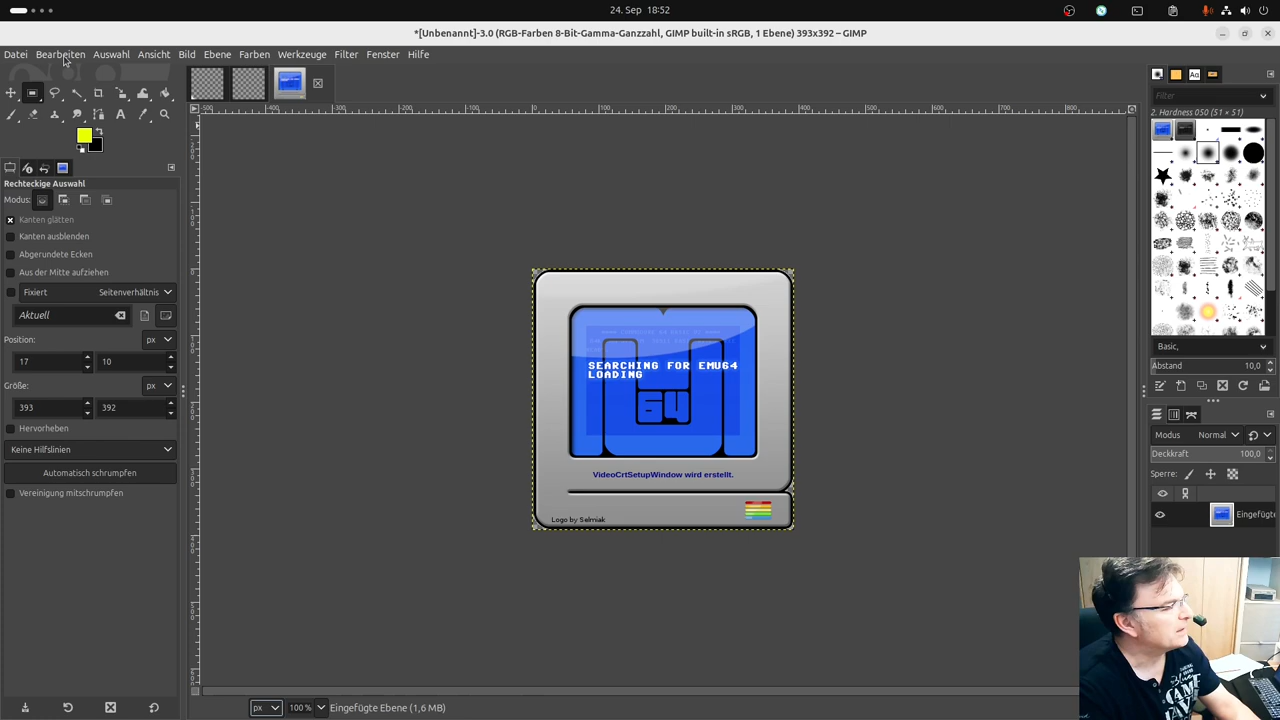 24. Sep 18:52
*[Unbenannt]-3.0 (RGB-Farben 8-Bit-Gamma-Ganzzahl, GIMP built-in sRGB, 1 Ebene) 393x392 – GIMP
Datei Bearbeiten Auswahl Ansicht Bild Ebene Farben Werkzeuge Filter Fenster Hilfe
Rechteckige Auswahl
Modus:
Kanten glätten
Kanten ausblenden
Abgerundete Ecken
Aus der Mitte aufziehen
Fixiert Seitenverhältnis
Aktuell
Position: px
17 10
Größe: px
393 392
Hervorheben
Keine Hilfslinien
Automatisch schrumpfen
Vereinigung mitschrumpfen
SEARCHING FOR EMU64
LOADING
64
VideoCrtSetupWindow wird erstellt.
Logo by Selmiak
px 100 % Eingefügte Ebene (1,6 MB)
Filter
2. Hardness 050 (51 × 51)
Basic,
Abstand 10,0
Modus Normal
Deckkraft 100,0
Sperre:
Eingefügte